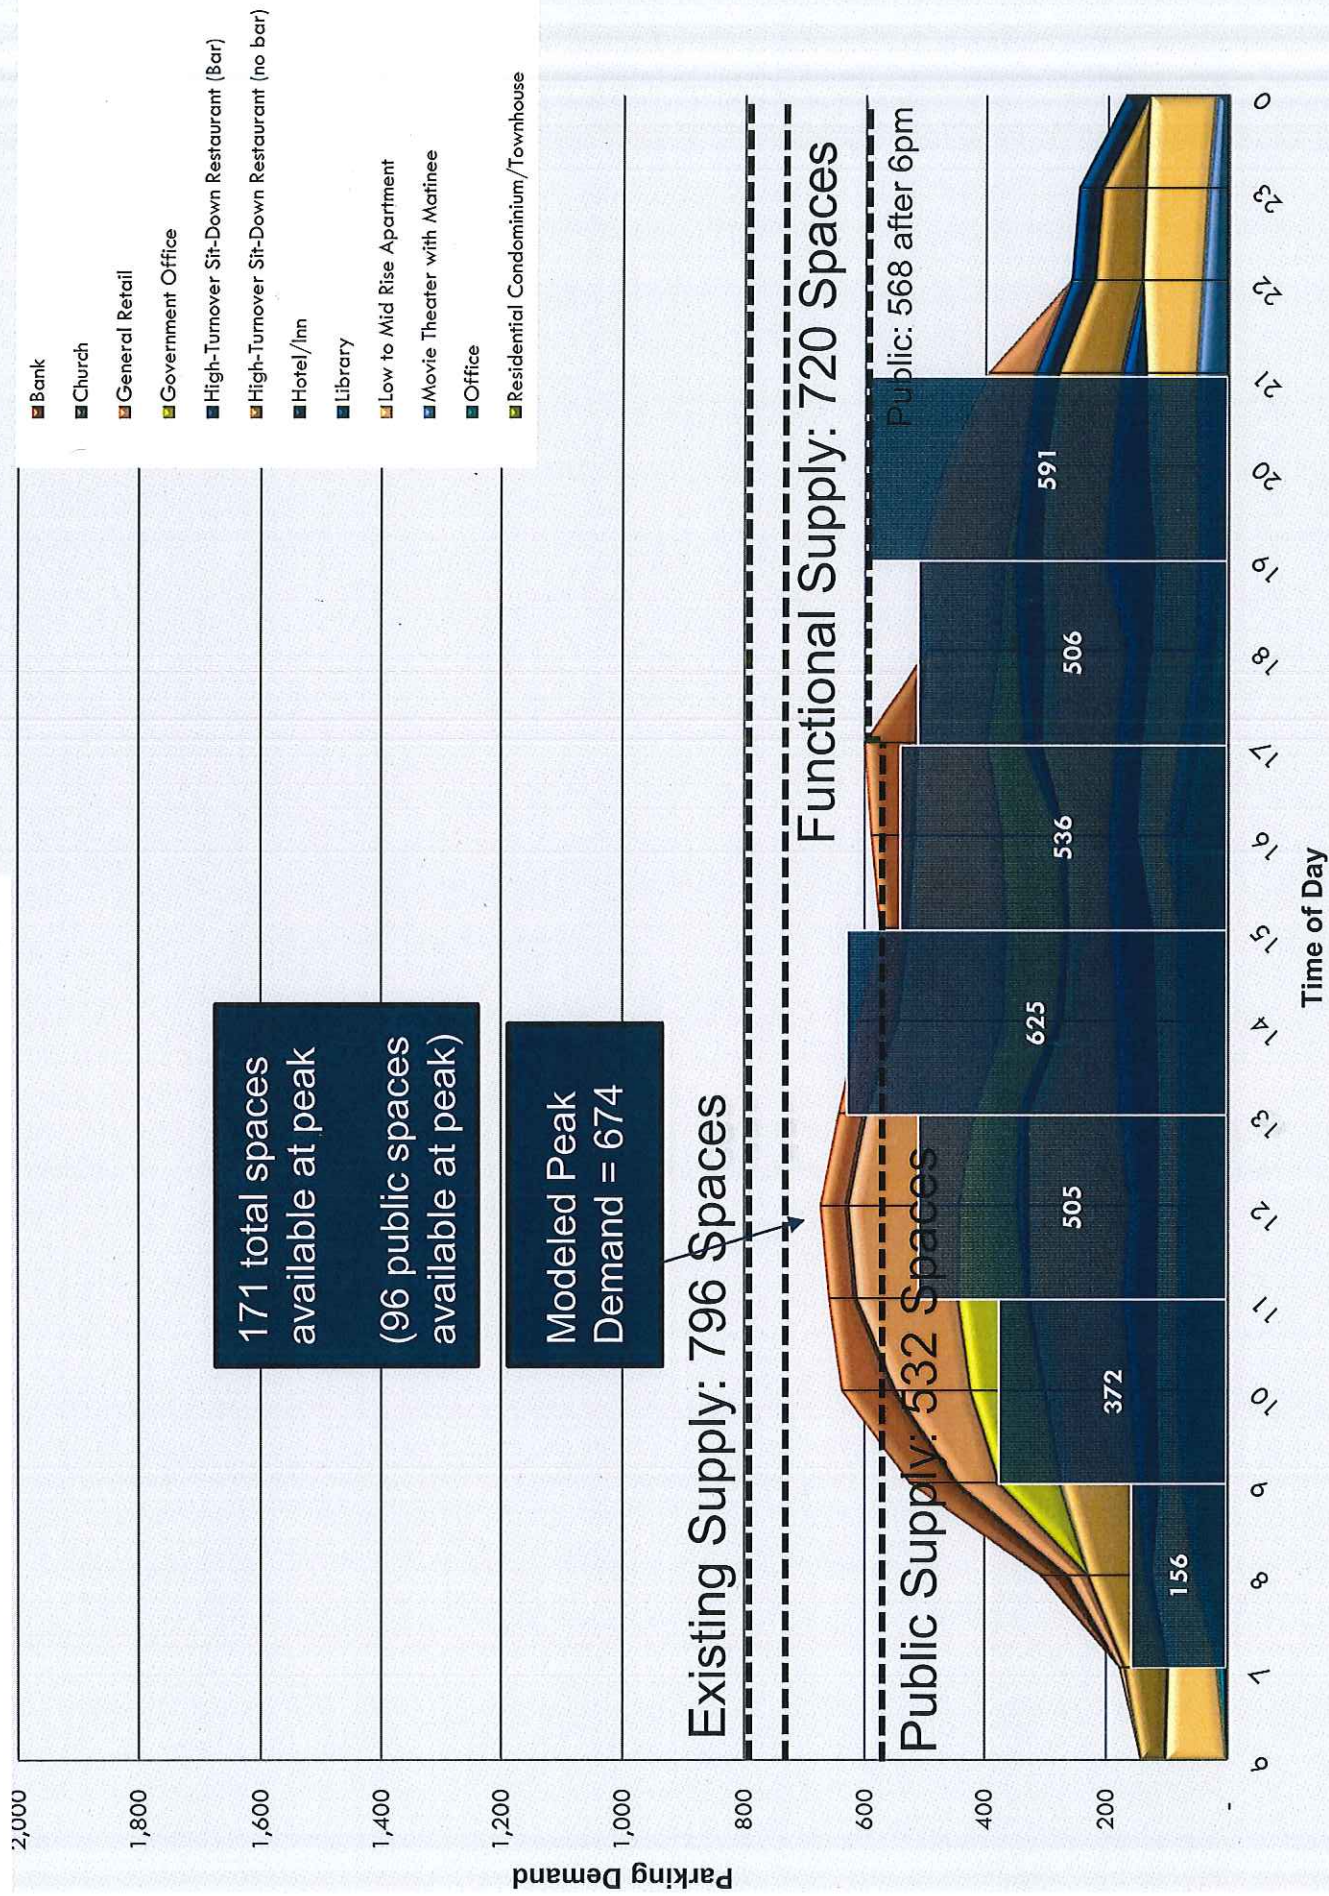 2,000
1,800
1,600
1,400
1,200
1,000
800
600
400
200
-
Parking Demand
Bank
Church
General Retail
Government Office
High-Turnover Sit-Down Restaurant (Bar)
High-Turnover Sit-Down Restaurant (no bar)
Hotel/Inn
Library
Low to Mid Rise Apartment
Movie Theater with Matinee
Office
Residential Condominium/Townhouse
171 total spaces
available at peak
(96 public spaces
available at peak)
Modeled Peak
Demand = 674
Existing Supply: 796 Spaces
Functional Supply: 720 Spaces
Public: 568 after 6pm
Public Supply: 532 Spaces
156
372
505
625
536
506
591
6
7
8
9
10
11
12
13
14
15
16
17
18
19
20
21
22
23
0
Time of Day